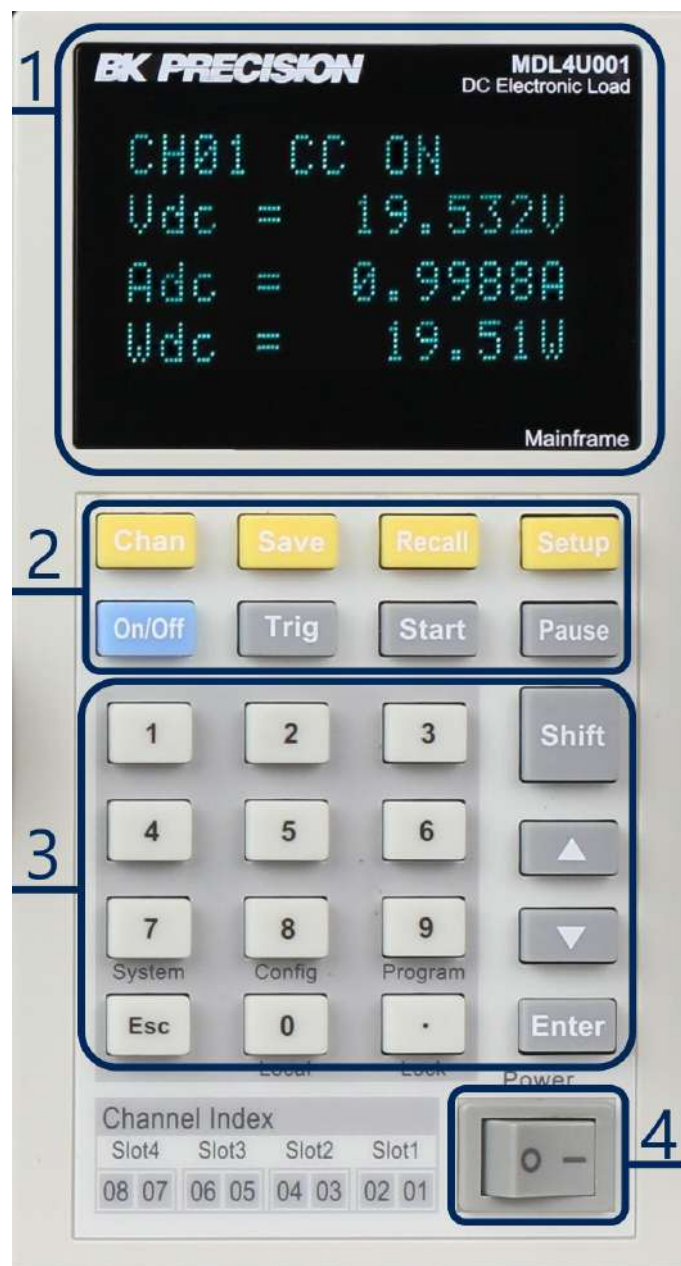 1
BK PRECISION
MDL4U001
DC Electronic Load
CH01 CC ON
Vdc = 19.532V
Adc = 0.9988A
Wdc = 19.51W
Mainframe
2
Chan Save Recall Setup
On/Off Trig Start Pause
3
1 2 3 Shift
4 5 6
7 8 9
System Config Program
Esc 0 . Enter
Local Lock Power
Channel Index
Slot4 Slot3 Slot2 Slot1
08 07 06 05 04 03 02 01
O –
4